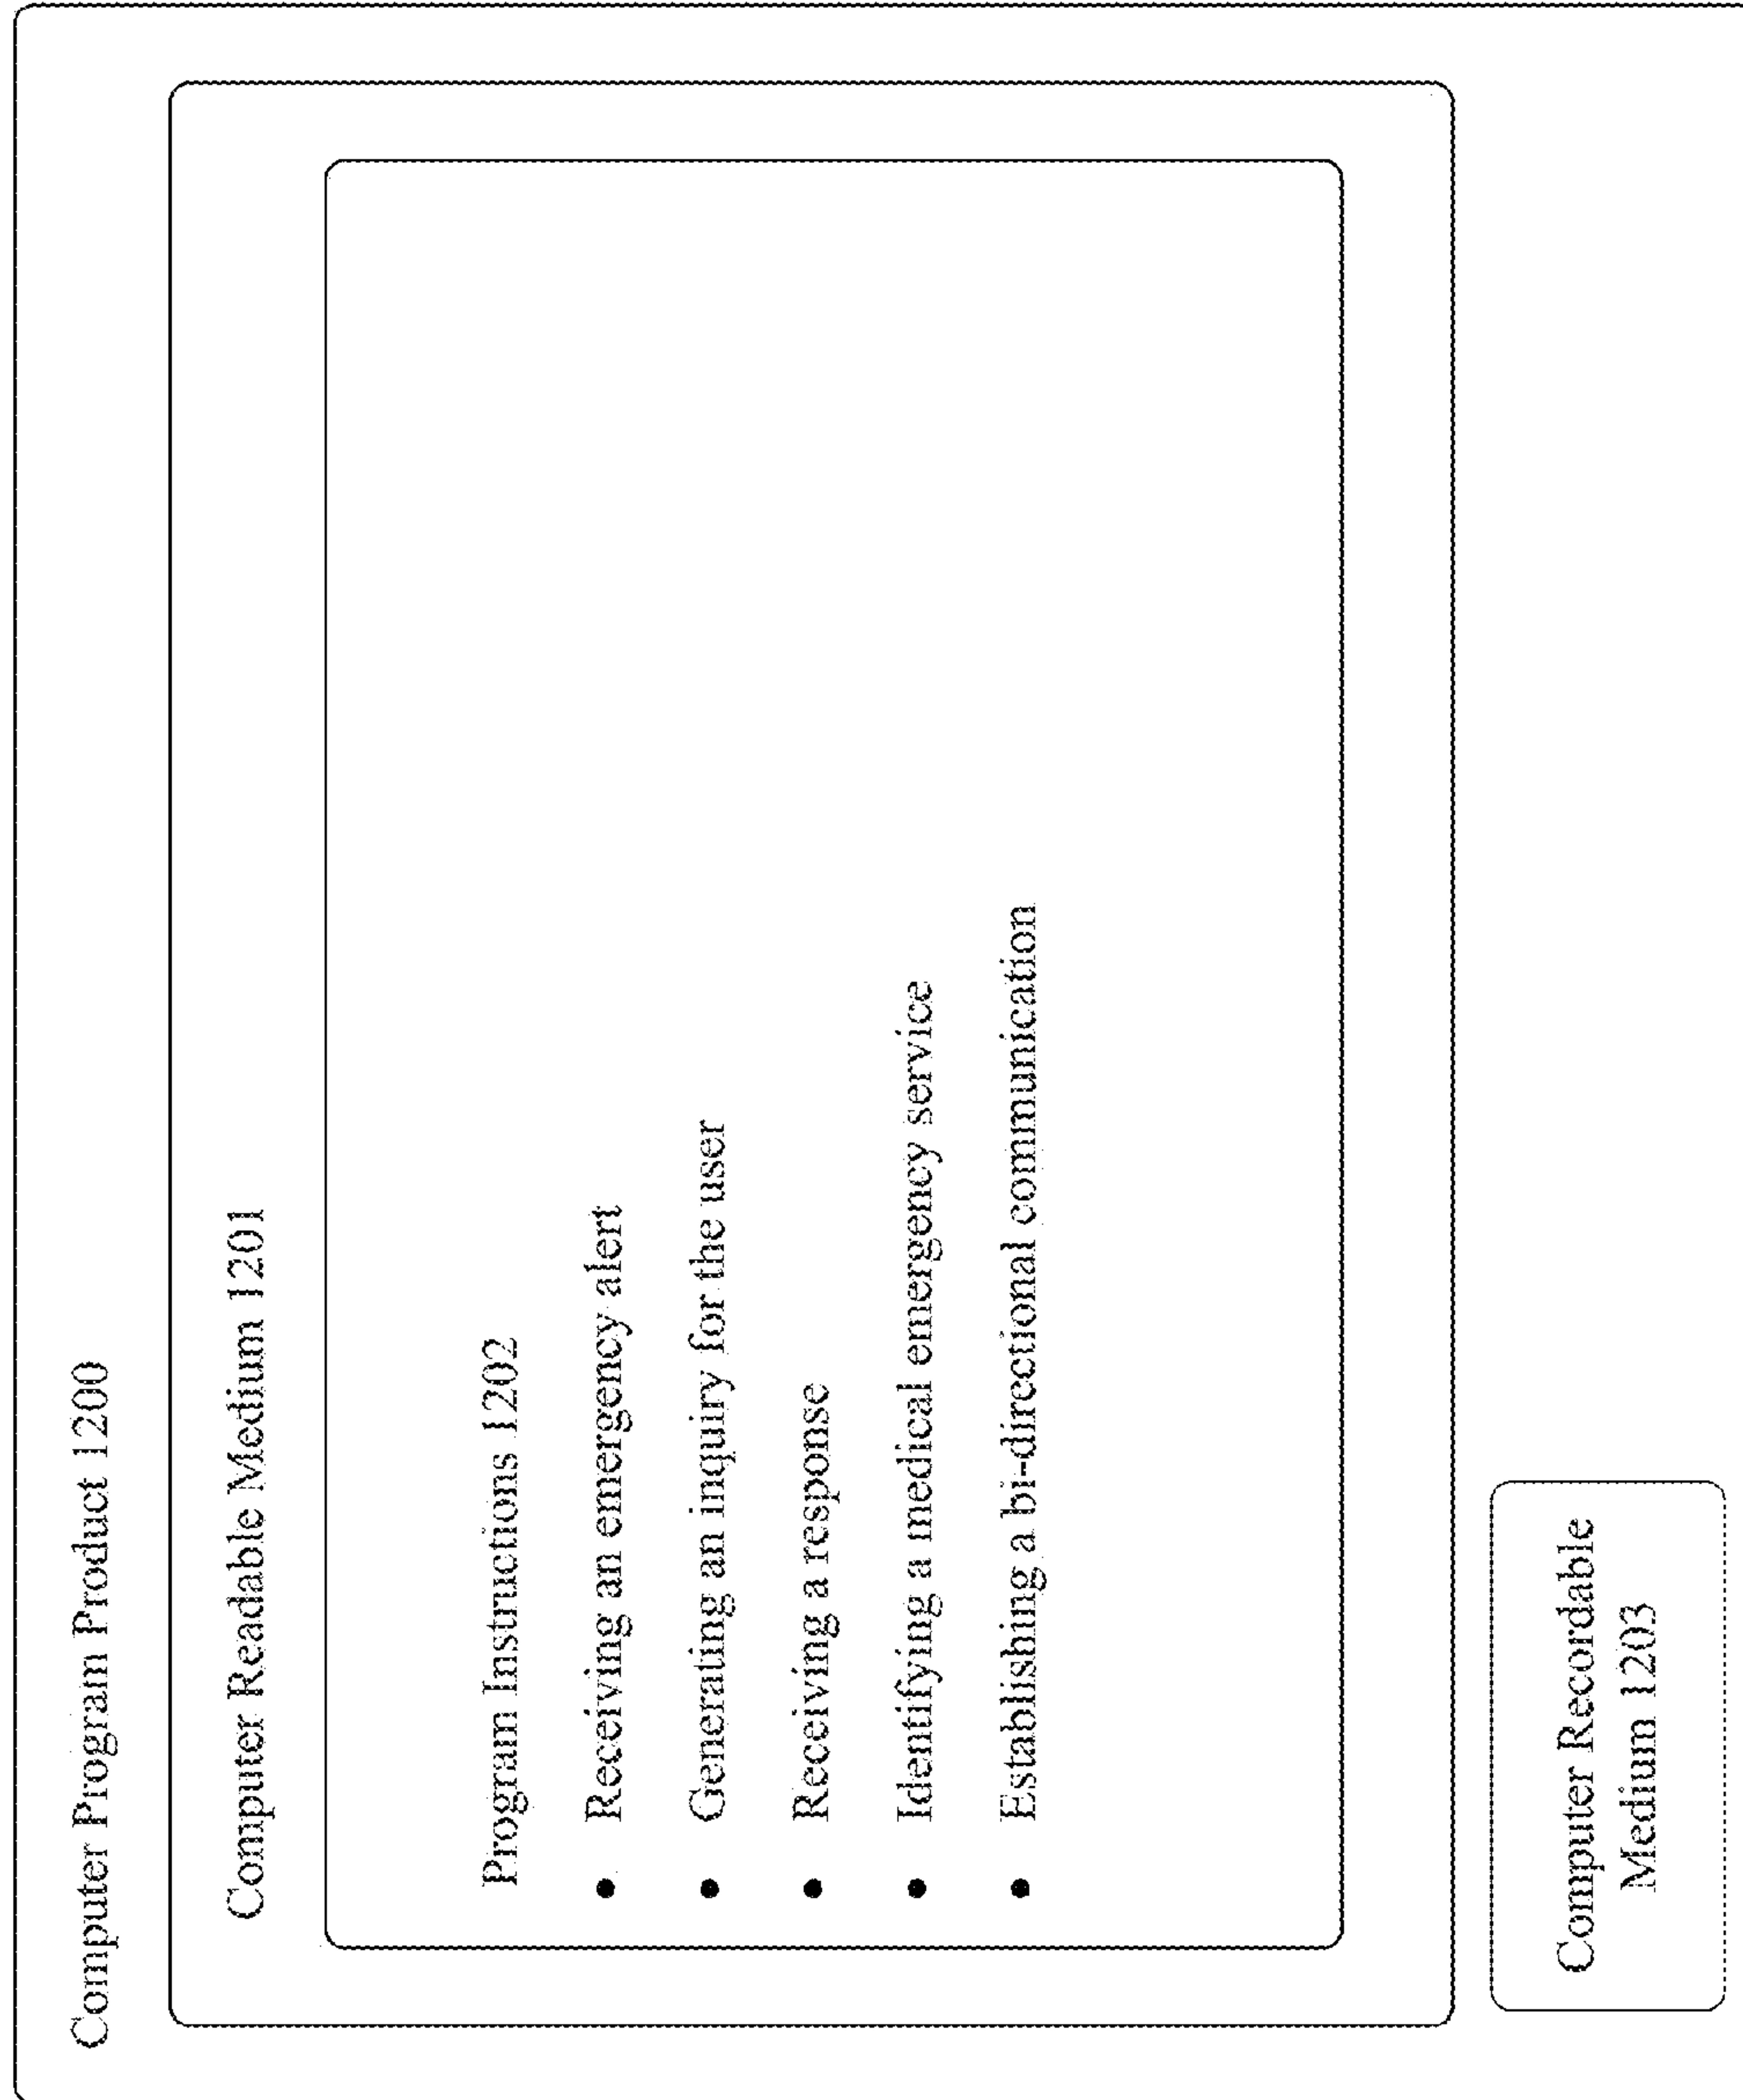 Computer Program Product 1200
Computer Readable Medium 1201
Program Instructions 1202
• Receiving an emergency alert
• Generating an inquiry for the user
• Receiving a response
• Identifying a medical emergency service
• Establishing a bi-directional communication
Computer Recordable
Medium 1203